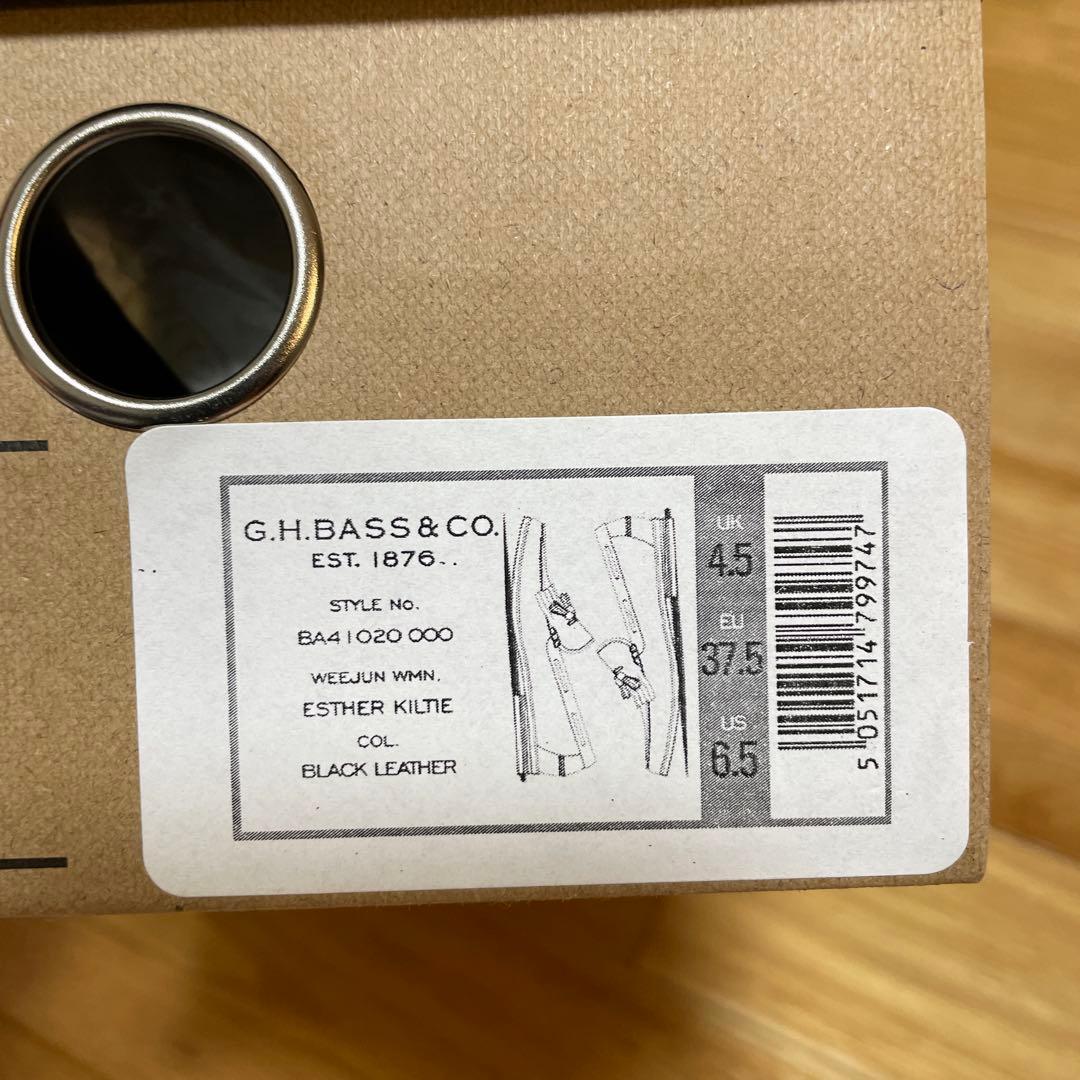 G.H.BASS&CO.
EST. 1876..
STYLE No.
BA41020 000
WEEJUN WMN.
ESTHER KILTIE
COL.
BLACK LEATHER
UK
4.5
EU
37.5
US
6.5
5 051714 799747